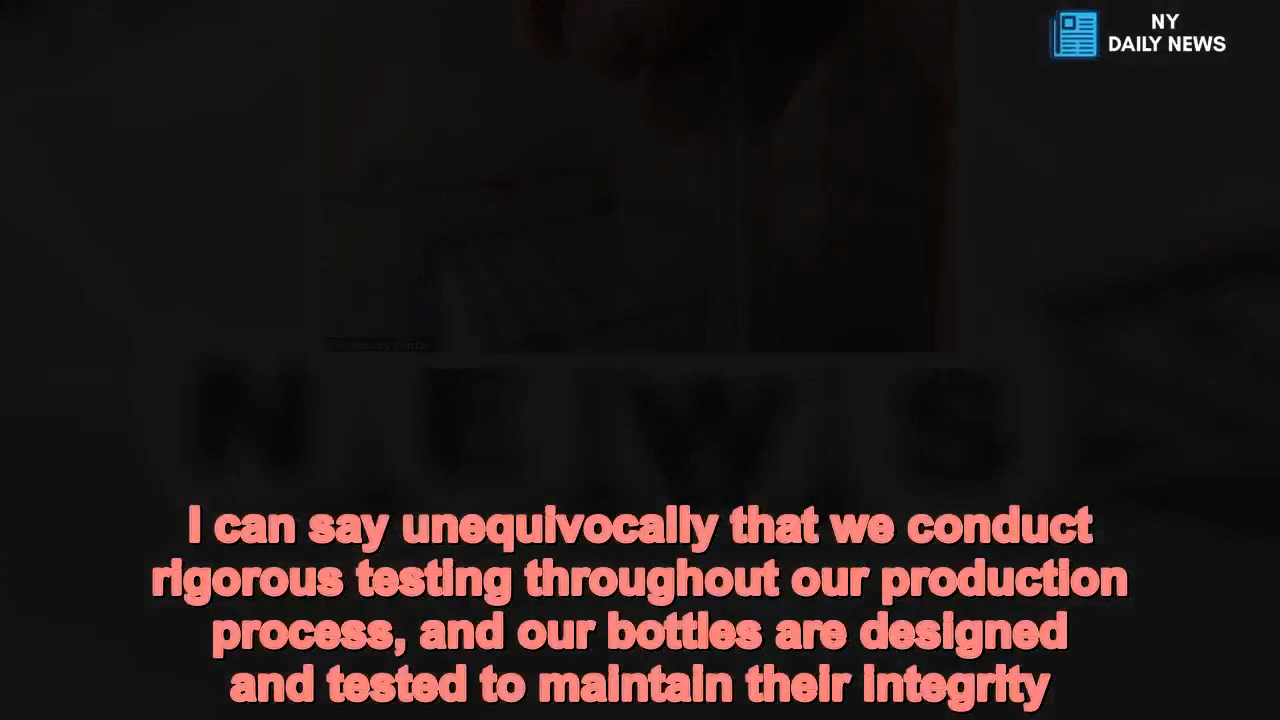 NY
DAILY NEWS
N E W S
I can say unequivocally that we conduct
rigorous testing throughout our production
process, and our bottles are designed
and tested to maintain their integrity